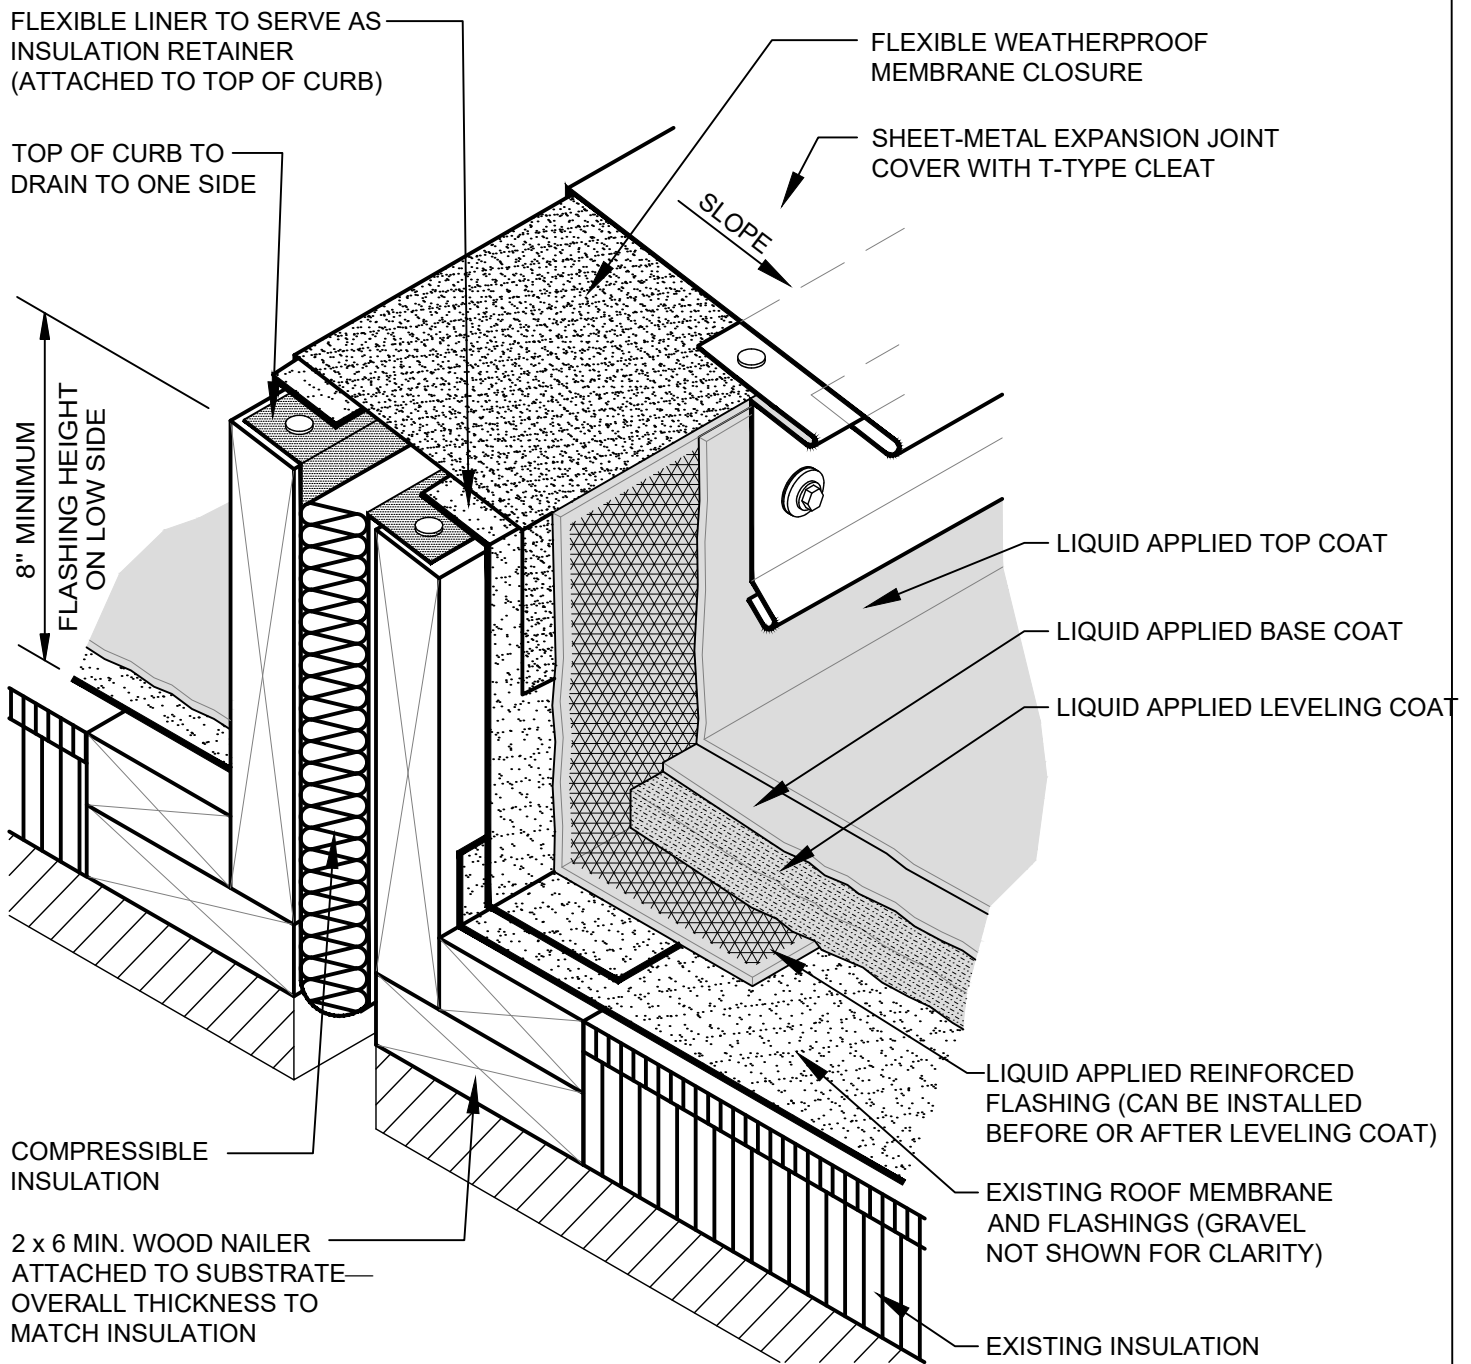 FLEXIBLE LINER TO SERVE AS
INSULATION RETAINER
(ATTACHED TO TOP OF CURB)
TOP OF CURB TO
DRAIN TO ONE SIDE
FLEXIBLE WEATHERPROOF
MEMBRANE CLOSURE
SHEET-METAL EXPANSION JOINT
COVER WITH T-TYPE CLEAT
SLOPE
8" MINIMUM
FLASHING HEIGHT
ON LOW SIDE
LIQUID APPLIED TOP COAT
LIQUID APPLIED BASE COAT
LIQUID APPLIED LEVELING COAT
LIQUID APPLIED REINFORCED
FLASHING (CAN BE INSTALLED
BEFORE OR AFTER LEVELING COAT)
EXISTING ROOF MEMBRANE
AND FLASHINGS (GRAVEL
NOT SHOWN FOR CLARITY)
EXISTING INSULATION
COMPRESSIBLE
INSULATION
2 x 6 MIN. WOOD NAILER
ATTACHED TO SUBSTRATE—
OVERALL THICKNESS TO
MATCH INSULATION